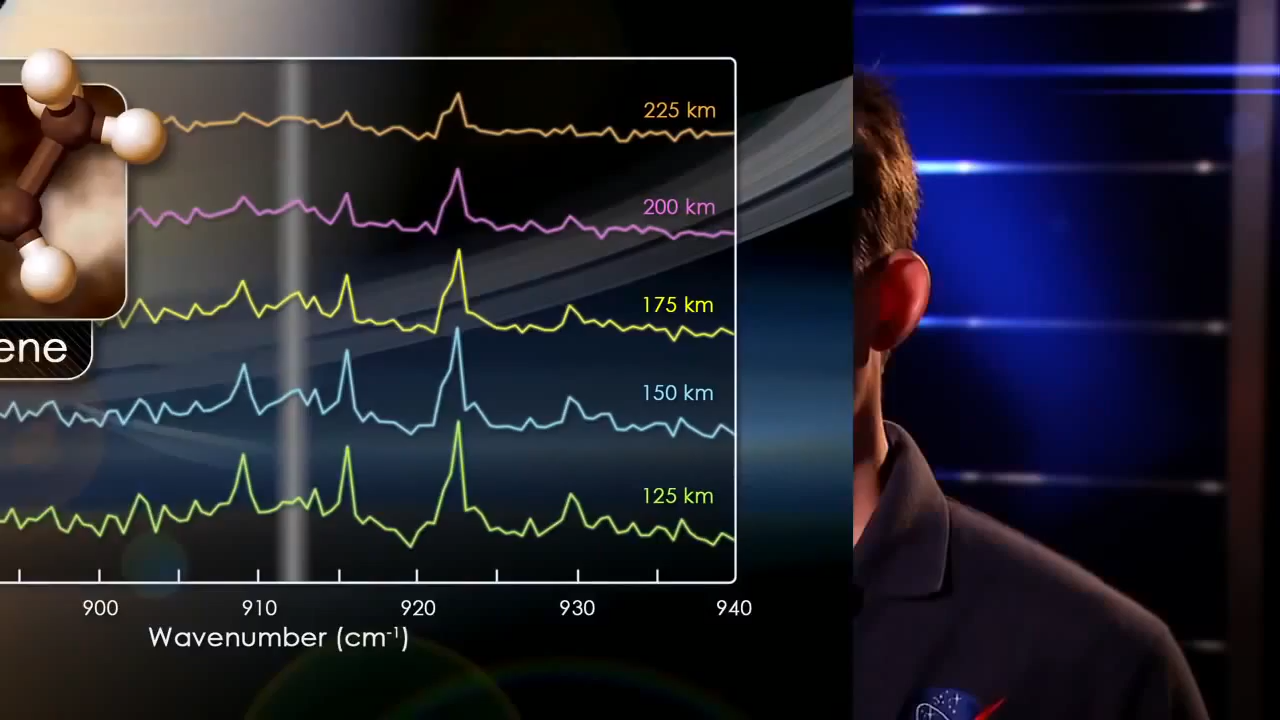 225 km
200 km
175 km
ene
150 km
125 km
900 910 920 930 940
Wavenumber (cm⁻¹)